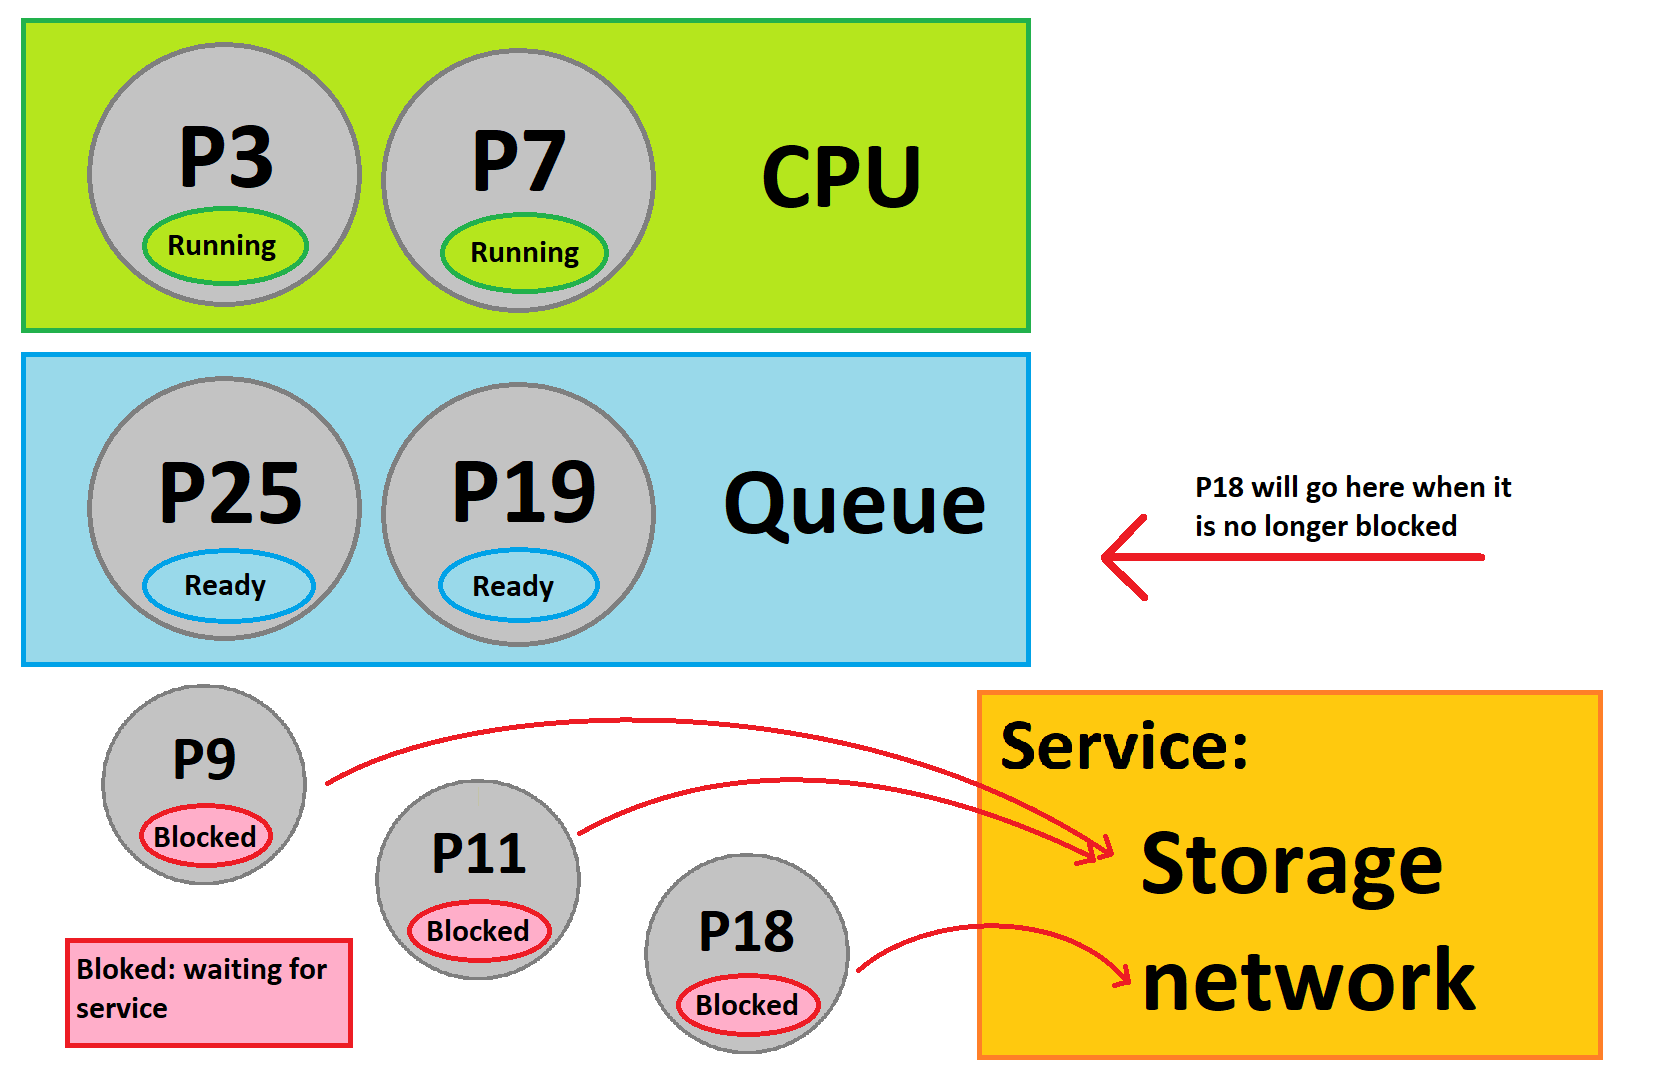 P3
Running
P7
Running
CPU
P25
Ready
P19
Ready
Queue
P18 will go here when it
is no longer blocked
P9
Blocked
P11
Blocked
P18
Blocked
Bloked: waiting for
service
Service:
Storage
network